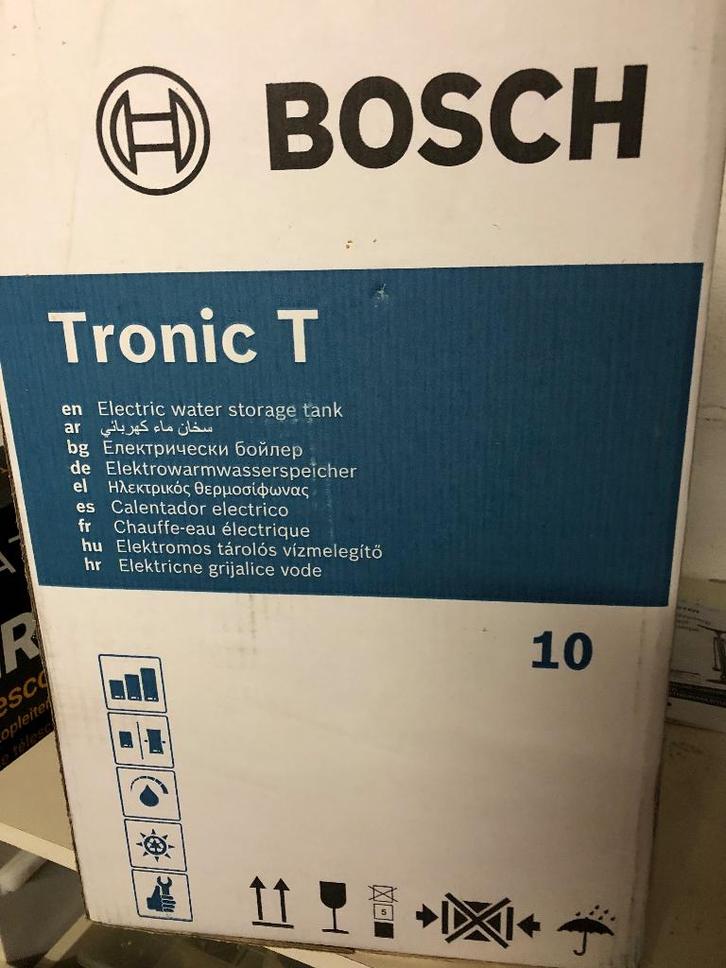 BOSCH
Tronic T
en Electric water storage tank
ar سخان ماء كهربائي
bg Електрически бойлер
de Elektrowarmwasserspeicher
el Ηλεκτρικός θερμοσίφωνας
es Calentador electrico
fr Chauffe-eau électrique
hu Elektromos tárolós vízmelegítő
hr Elektricne grijalice vode
10
5